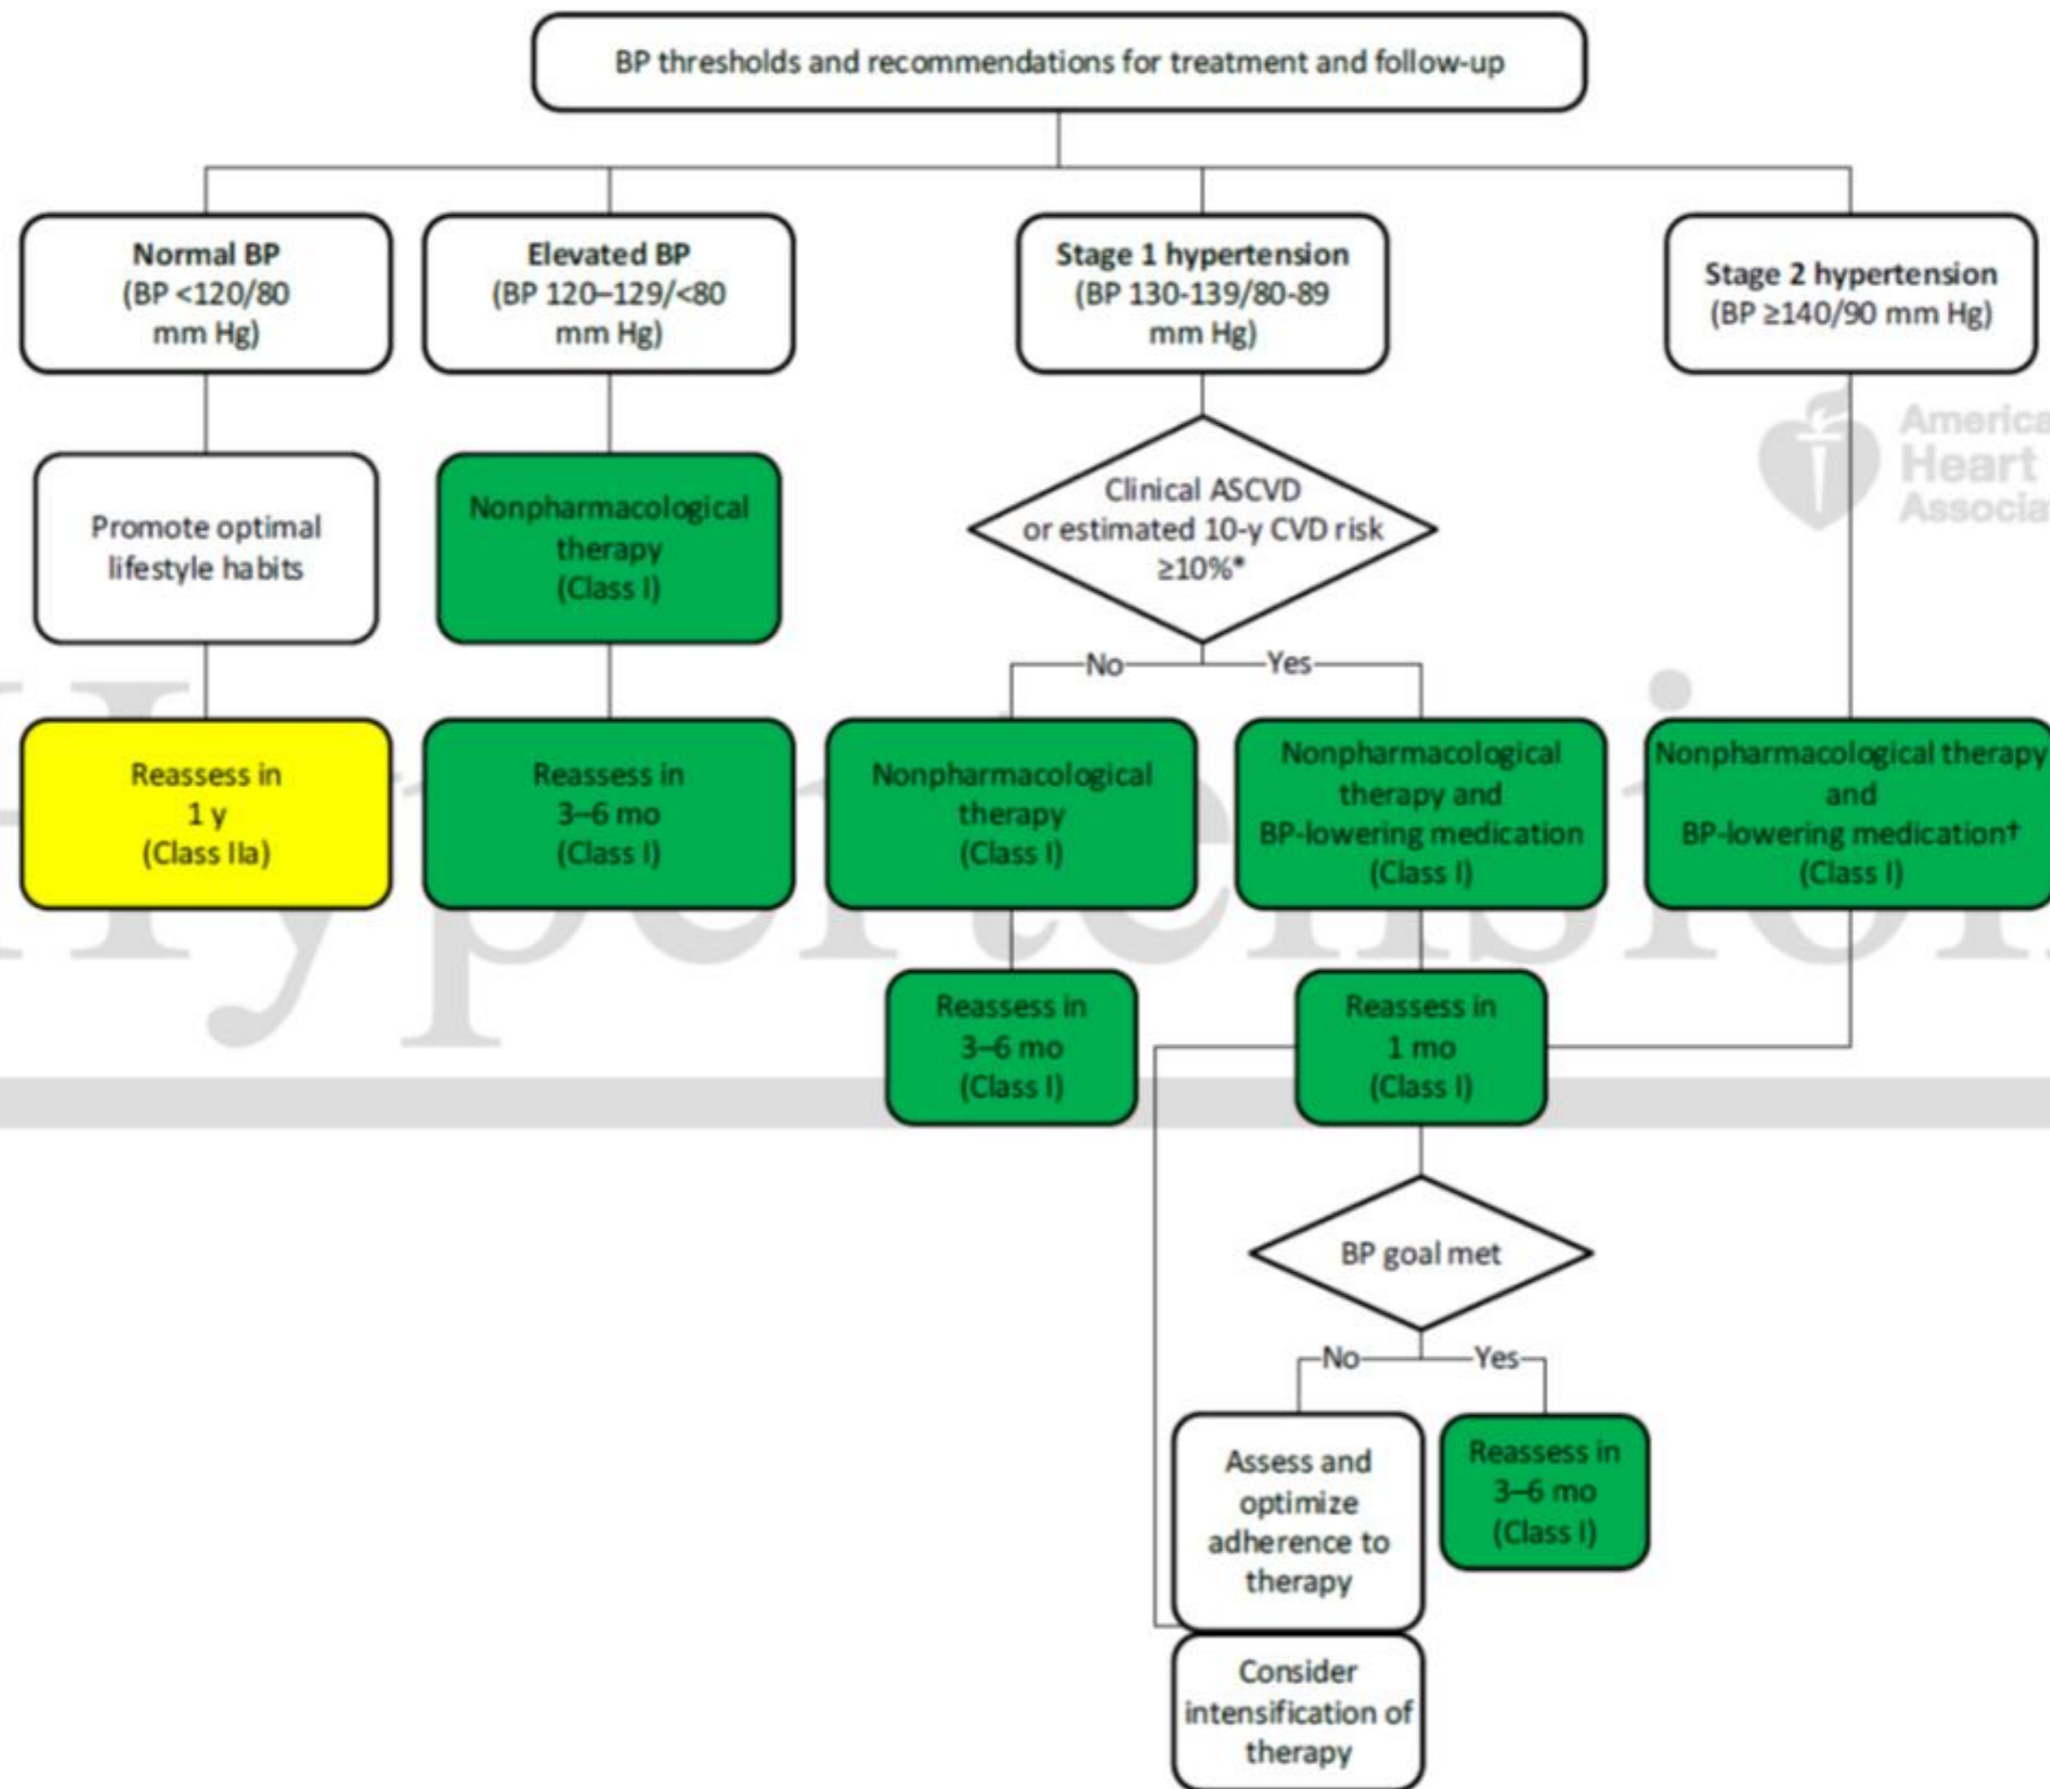 BP thresholds and recommendations for treatment and follow-up
Normal BP
(BP <120/80
mm Hg)
Elevated BP
(BP 120–129/<80
mm Hg)
Stage 1 hypertension
(BP 130-139/80-89
mm Hg)
Stage 2 hypertension
(BP ≥140/90 mm Hg)
Promote optimal
lifestyle habits
Nonpharmacological
therapy
(Class I)
Clinical ASCVD
or estimated 10-y CVD risk
≥10%*
America
Heart
Associa
No
Yes
Reassess in
1 y
(Class IIa)
Reassess in
3–6 mo
(Class I)
Nonpharmacological
therapy
(Class I)
Nonpharmacological
therapy and
BP-lowering medication
(Class I)
Nonpharmacological therapy
and
BP-lowering medication†
(Class I)
Hypertension
Reassess in
3–6 mo
(Class I)
Reassess in
1 mo
(Class I)
BP goal met
No
Yes
Assess and
optimize
adherence to
therapy
Reassess in
3–6 mo
(Class I)
Consider
intensification of
therapy